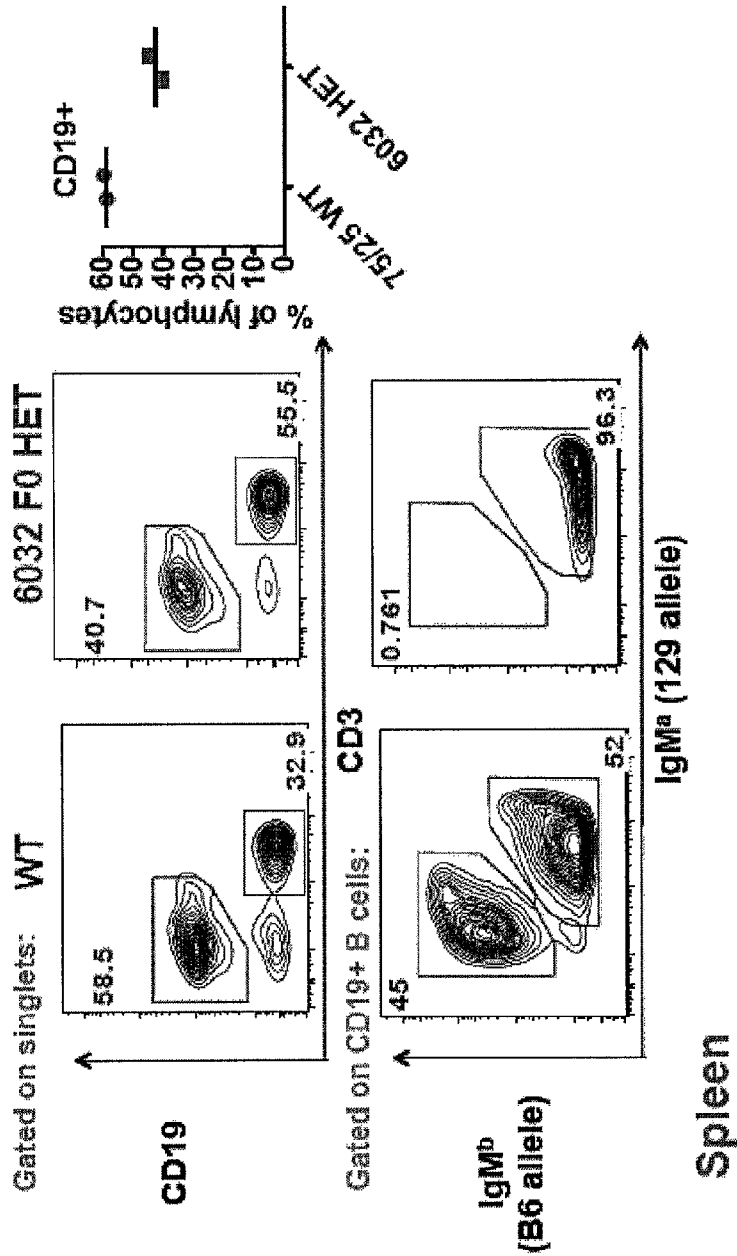 Gated on singlets:
WT
6032 F0 HET
CD19
58.5
32.9
40.7
55.5
CD3
CD19+
% of lymphocytes
60
50
40
30
20
10
0
75/25 WT
6032 HET
Gated on CD19+ B cells:
IgMᵇ
(B6 allele)
45
52
0.761
96.3
IgMᵃ (129 allele)
Spleen